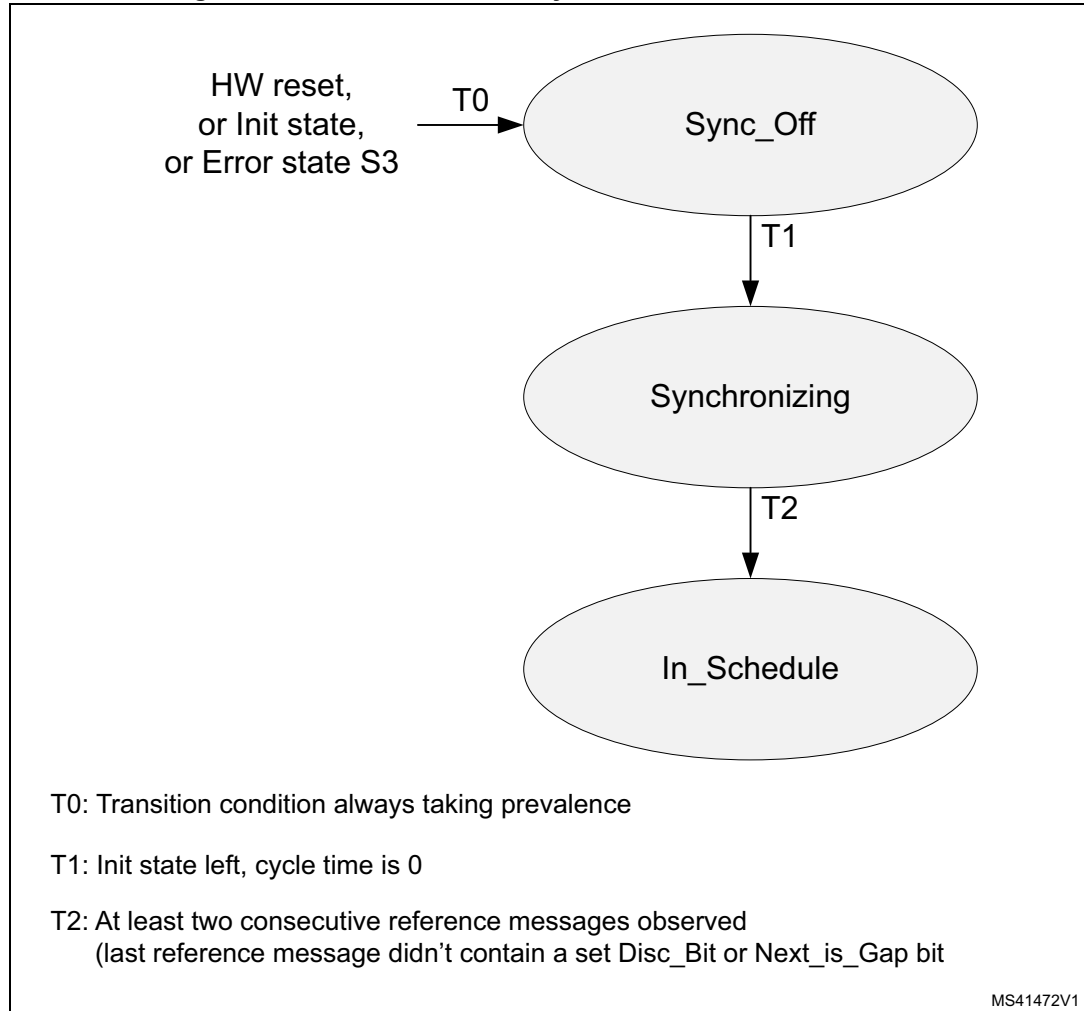 HW reset,
or Init state,
or Error state S3
T0
Sync_Off
T1
Synchronizing
T2
In_Schedule
T0: Transition condition always taking prevalence
T1: Init state left, cycle time is 0
T2: At least two consecutive reference messages observed
(last reference message didn’t contain a set Disc_Bit or Next_is_Gap bit
MS41472V1